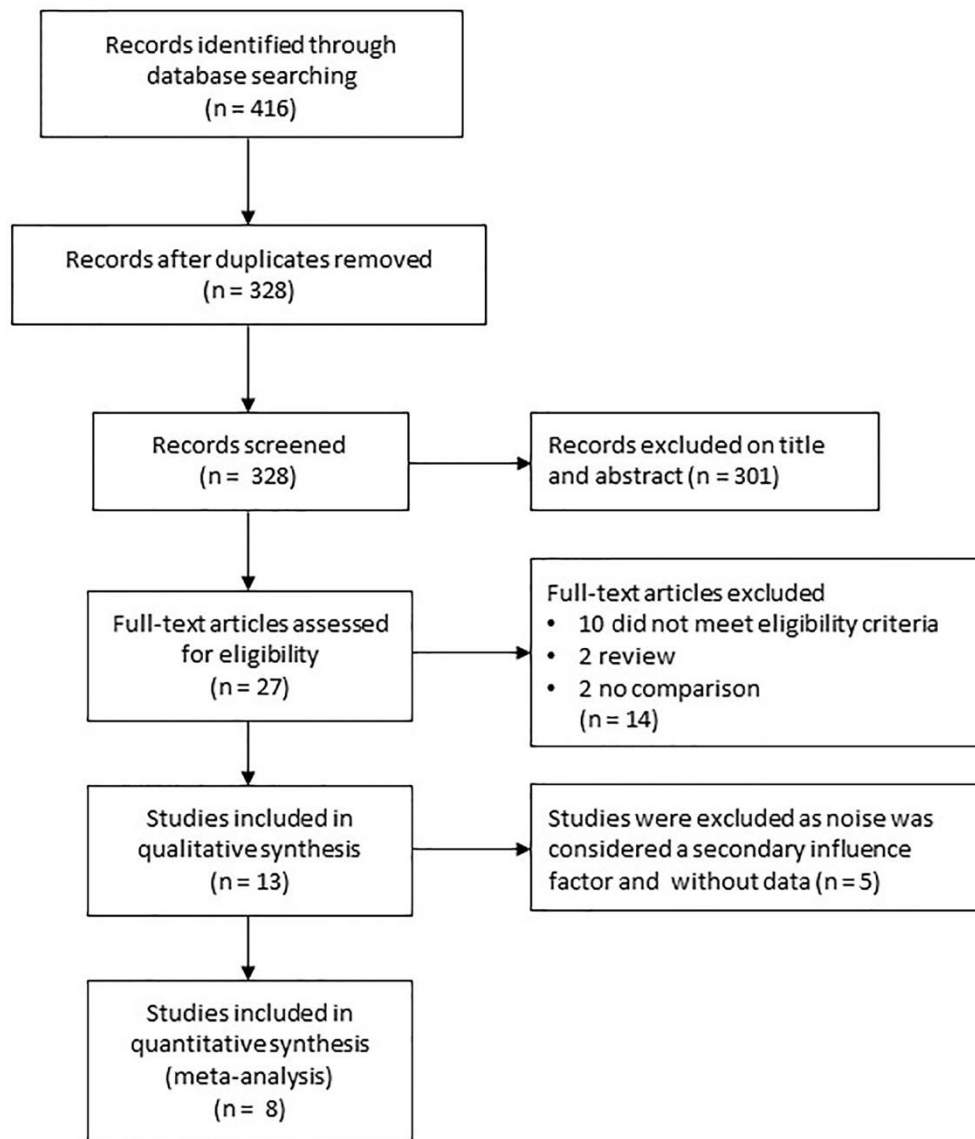 Records identified through
database searching
(n = 416)
Records after duplicates removed
(n = 328)
Records screened
(n = 328)
Records excluded on title
and abstract (n = 301)
Full-text articles assessed
for eligibility
(n = 27)
Full-text articles excluded
• 10 did not meet eligibility criteria
• 2 review
• 2 no comparison
(n = 14)
Studies included in
qualitative synthesis
(n = 13)
Studies were excluded as noise was
considered a secondary influence
factor and without data (n = 5)
Studies included in
quantitative synthesis
(meta-analysis)
(n = 8)